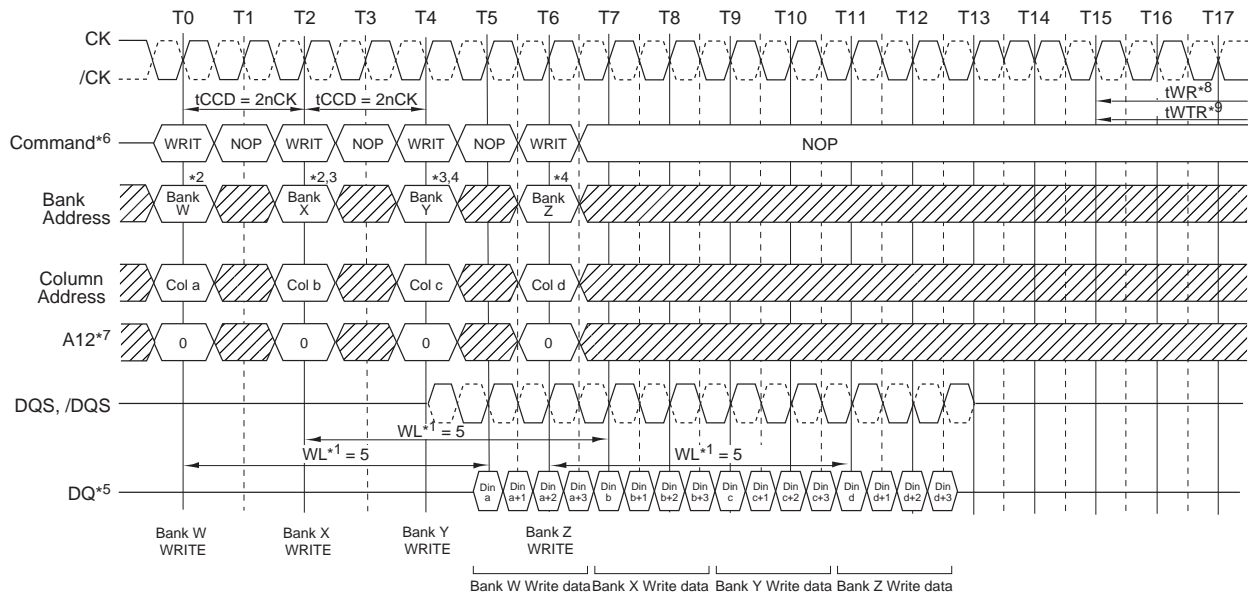 T0 T1 T2 T3 T4 T5 T6 T7 T8 T9 T10 T11 T12 T13 T14 T15 T16 T17
CK
/CK
tCCD = 2nCK tCCD = 2nCK tWR*8
tWTR*9
Command*6 WRIT NOP WRIT NOP WRIT NOP WRIT NOP
*2 *2,3 *3,4 *4
Bank Address Bank W Bank X Bank Y Bank Z
Column Address Col a Col b Col c Col d
A12*7 0 0 0 0
DQS, /DQS
WL*1 = 5
WL*1 = 5 WL*1 = 5
DQ*5 Din a Din a+1 Din a+2 Din a+3 Din b Din b+1 Din b+2 Din b+3 Din c Din c+1 Din c+2 Din c+3 Din d Din d+1 Din d+2 Din d+3
Bank W WRITE Bank X WRITE Bank Y WRITE Bank Z WRITE
Bank W Write data Bank X Write data Bank Y Write data Bank Z Write data